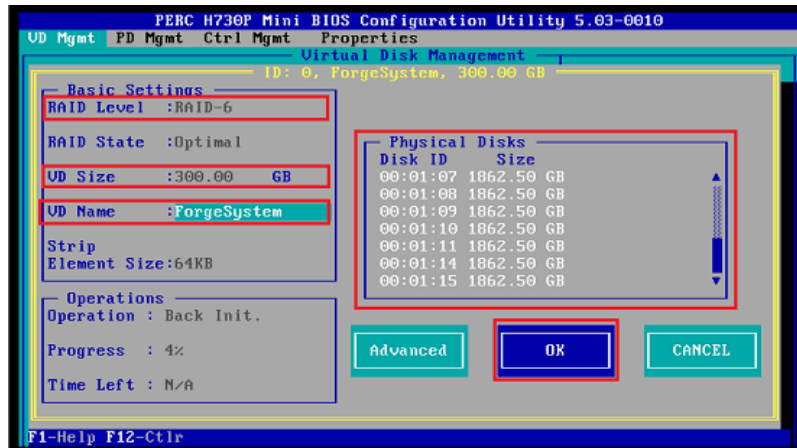 PERC H730P Mini BIOS Configuration Utility 5.03-0010
VD Mgmt PD Mgmt Ctrl Mgmt Properties
Virtual Disk Management
ID: 0, ForgeSystem, 300.00 GB
Basic Settings
RAID Level :RAID-6
RAID State :Optimal
VD Size :300.00 GB
VD Name :ForgeSystem
Strip
Element Size:64KB
Physical Disks
Disk ID Size
00:01:07 1862.50 GB
00:01:08 1862.50 GB
00:01:09 1862.50 GB
00:01:10 1862.50 GB
00:01:11 1862.50 GB
00:01:14 1862.50 GB
00:01:15 1862.50 GB
Operations
Operation : Back Init.
Progress : 4%
Time Left : N/A
Advanced
OK
CANCEL
F1-Help F12-Ctlr